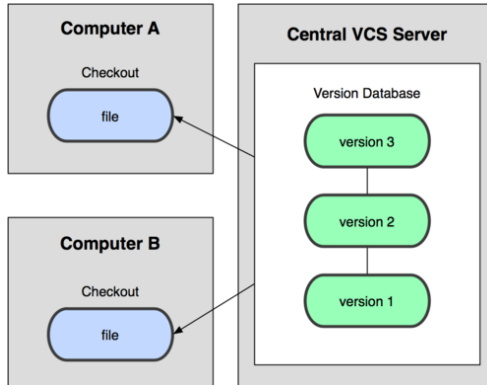 Computer A
Checkout
file
Computer B
Checkout
file
Central VCS Server
Version Database
version 3
version 2
version 1